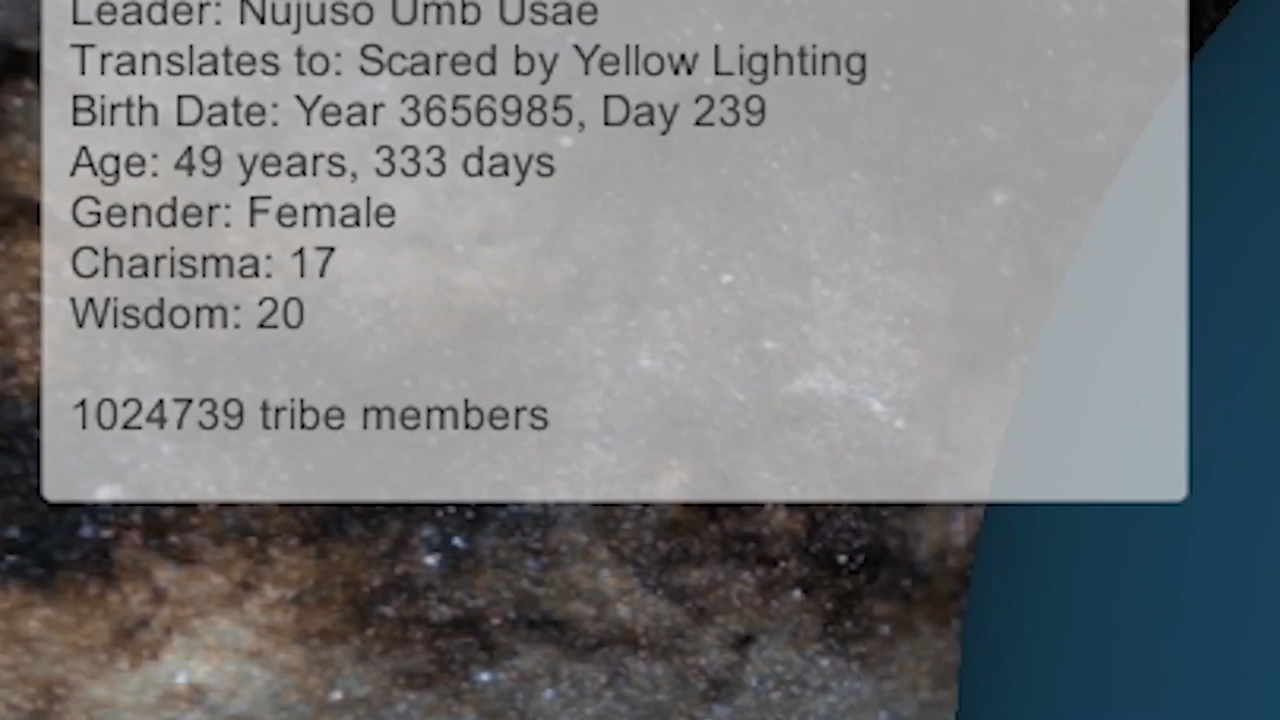 Leader: Nujuso Umb Usae
Translates to: Scared by Yellow Lighting
Birth Date: Year 3656985, Day 239
Age: 49 years, 333 days
Gender: Female
Charisma: 17
Wisdom: 20
1024739 tribe members